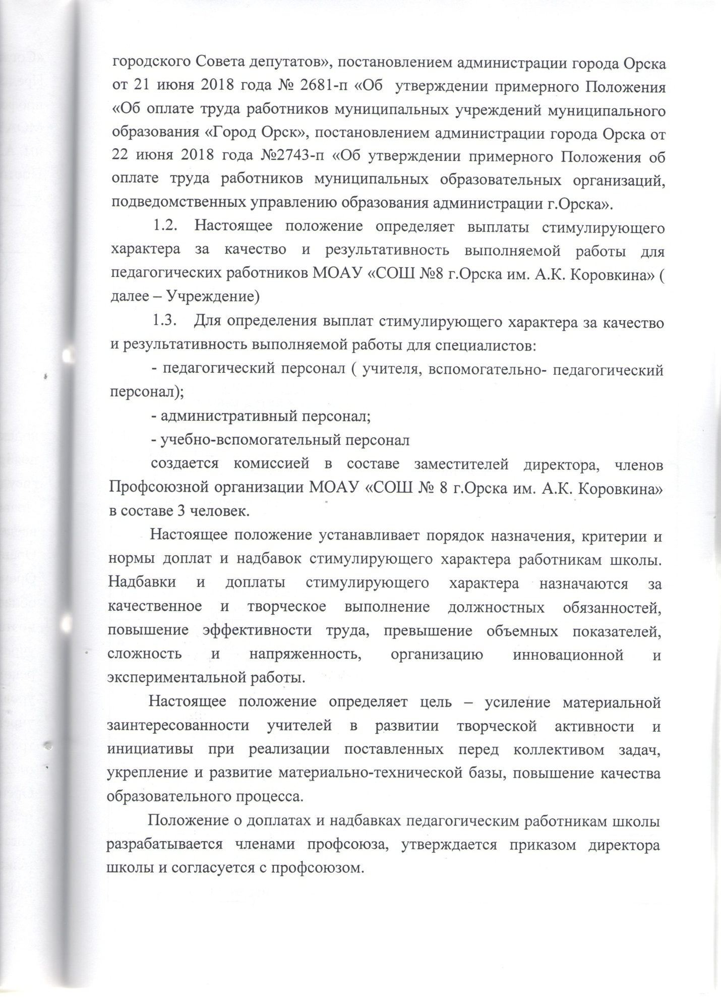 городского Совета депутатов», постановлением администрации города Орска
от 21 июня 2018 года № 2681-п «Об утверждении примерного Положения
«Об оплате труда работников муниципальных учреждений муниципального
образования «Город Орск», постановлением администрации города Орска от
22 июня 2018 года №2743-п «Об утверждении примерного Положения об
оплате труда работников муниципальных образовательных организаций,
подведомственных управлению образования администрации г.Орска».
1.2. Настоящее положение определяет выплаты стимулирующего
характера за качество и результативность выполняемой работы для
педагогических работников МОАУ «СОШ №8 г.Орска им. А.К. Коровкина» (
далее – Учреждение)
1.3. Для определения выплат стимулирующего характера за качество
и результативность выполняемой работы для специалистов:
- педагогический персонал ( учителя, вспомогательно- педагогический
персонал);
- административный персонал;
- учебно-вспомогательный персонал
создается комиссией в составе заместителей директора, членов
Профсоюзной организации МОАУ «СОШ № 8 г.Орска им. А.К. Коровкина»
в составе 3 человек.
Настоящее положение устанавливает порядок назначения, критерии и
нормы доплат и надбавок стимулирующего характера работникам школы.
Надбавки и доплаты стимулирующего характера назначаются за
качественное и творческое выполнение должностных обязанностей,
повышение эффективности труда, превышение объемных показателей,
сложность и напряженность, организацию инновационной и
экспериментальной работы.
Настоящее положение определяет цель – усиление материальной
заинтересованности учителей в развитии творческой активности и
инициативы при реализации поставленных перед коллективом задач,
укрепление и развитие материально-технической базы, повышение качества
образовательного процесса.
Положение о доплатах и надбавках педагогическим работникам школы
разрабатывается членами профсоюза, утверждается приказом директора
школы и согласуется с профсоюзом.